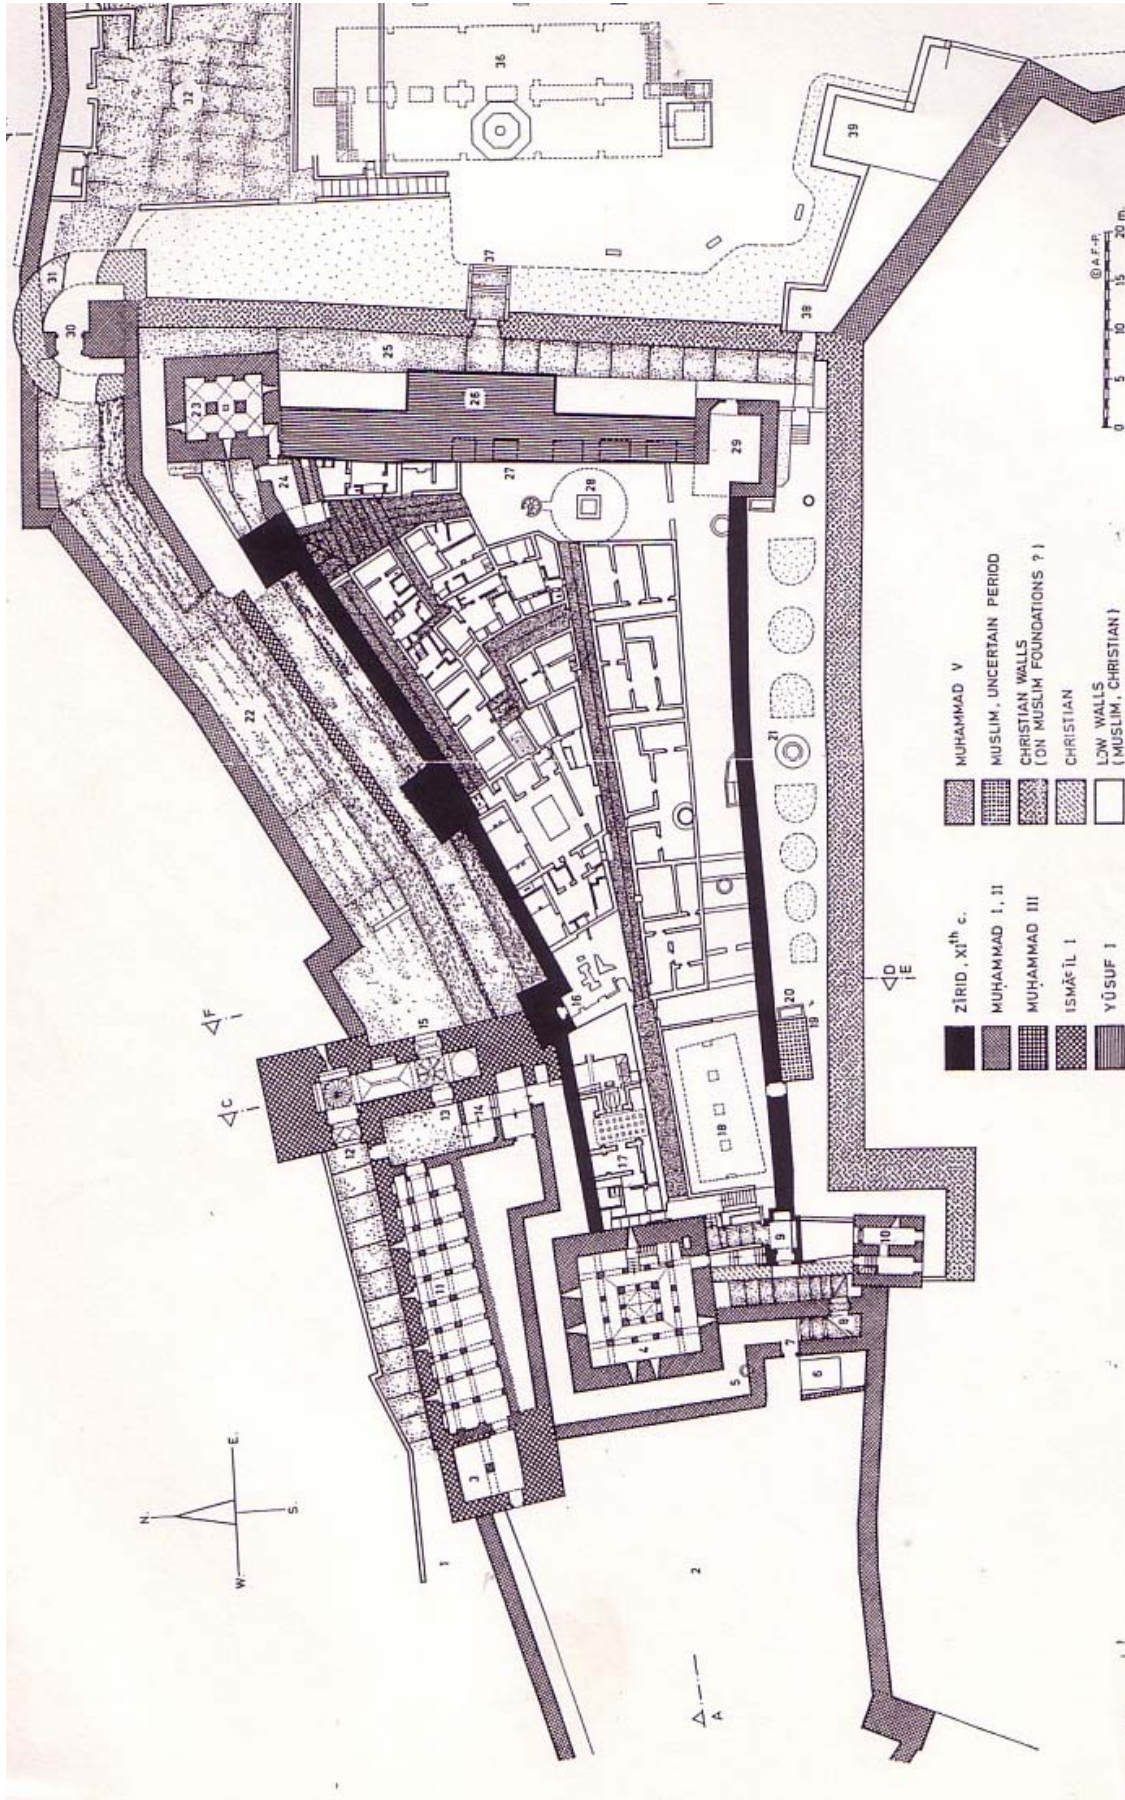 N.
W.
E.
S.
C
F
A
D
E
1
2
3
4
5
6
7
8
9
10
11
12
13
14
15
16
17
18
19
20
21
22
23
24
25
26
27
28
29
30
31
32
36
37
38
39
ZĪRID, XIth c.
MUḤAMMAD I, II
MUḤAMMAD III
ISMĀʿĪL I
YŪSUF I
MUHAMMAD V
MUSLIM, UNCERTAIN PERIOD
CHRISTIAN WALLS
(ON MUSLIM FOUNDATIONS ?)
CHRISTIAN
LOW WALLS
(MUSLIM, CHRISTIAN)
© A.F-P.
0 5 10 15 20 m.